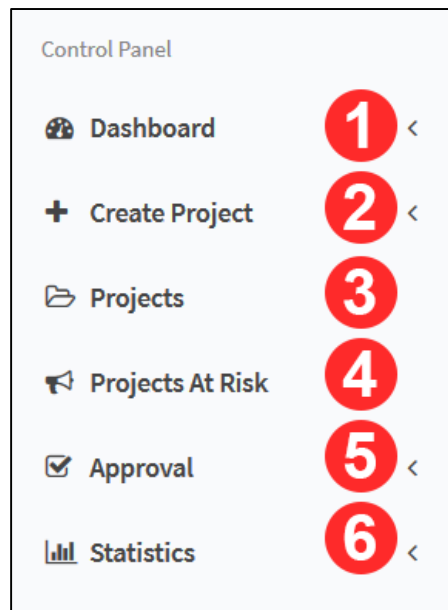 Control Panel
Dashboard 1
Create Project 2
Projects 3
Projects At Risk 4
Approval 5
Statistics 6